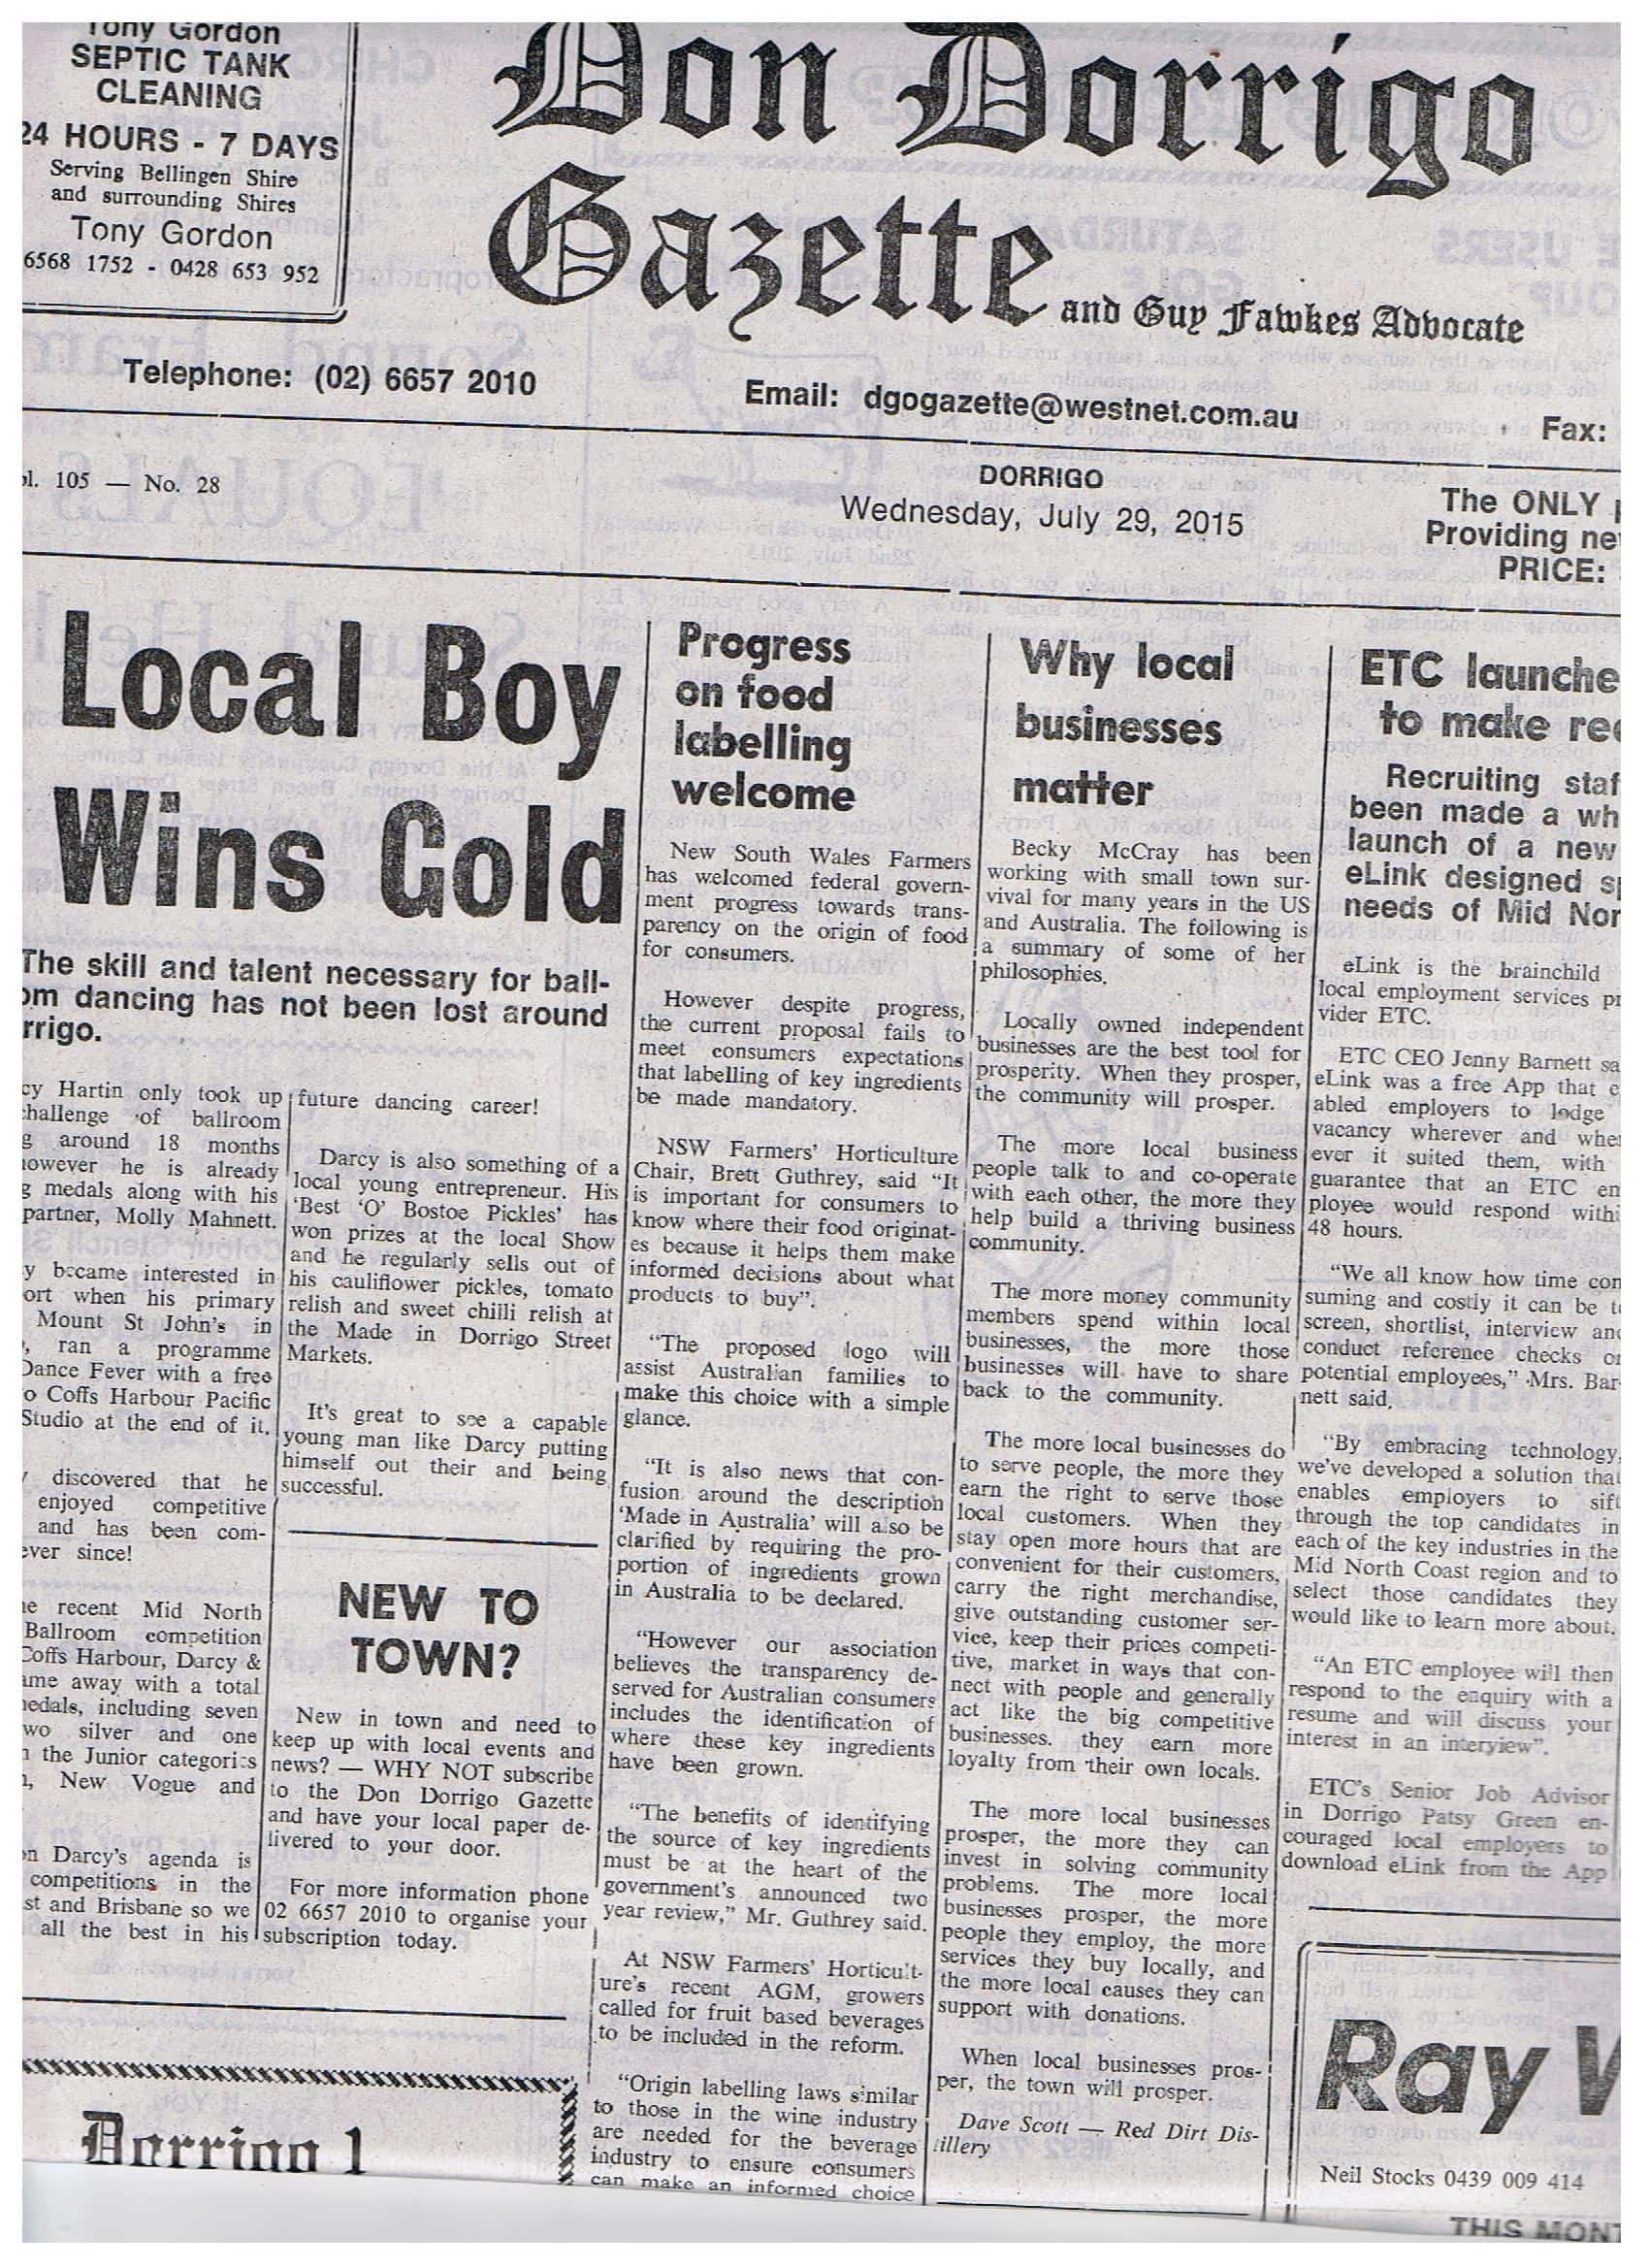 Tony Gordon
SEPTIC TANK
CLEANING
24 HOURS - 7 DAYS
Serving Bellingen Shire
and surrounding Shires
Tony Gordon
6568 1752 - 0428 653 952
Don Dorrigo
Gazette and Guy Fawkes Advocate
Telephone: (02) 6657 2010
Email: dgogazette@westnet.com.au
Fax:
ol. 105 — No. 28
DORRIGO
Wednesday, July 29, 2015
The ONLY
Providing ne
PRICE:
Local Boy
Wins Gold
The skill and talent necessary for ball-
om dancing has not been lost around
rrigo.
cy Hartin only took up
hallenge of ballroom
g around 18 months
owever he is already
g medals along with his
partner, Molly Mahnett.
y became interested in
ort when his primary
Mount St John's in
, ran a programme
Dance Fever with a free
o Coffs Harbour Pacific
Studio at the end of it.
y discovered that he
enjoyed competitive
and has been com-
ever since!
he recent Mid North
Ballroom competition
Coffs Harbour, Darcy &
ame away with a total
medals, including seven
wo silver and one
n the Junior categories
n, New Vogue and
on Darcy's agenda is
competitions in the
st and Brisbane so we
all the best in his
future dancing career!
Darcy is also something of a
local young entrepreneur. His
'Best 'O' Bostoe Pickles' has
won prizes at the local Show
and he regularly sells out of
his cauliflower pickles, tomato
relish and sweet chilli relish at
the Made in Dorrigo Street
Markets.
It's great to see a capable
young man like Darcy putting
himself out their and being
successful.
NEW TO
TOWN?
New in town and need to
keep up with local events and
news? — WHY NOT subscribe
to the Don Dorrigo Gazette
and have your local paper de-
livered to your door.
For more information phone
02 6657 2010 to organise your
subscription today.
Dorrigo
Progress
on food
labelling
welcome
New South Wales Farmers
has welcomed federal govern-
ment progress towards trans-
parency on the origin of food
for consumers.
However despite progress,
the current proposal fails to
meet consumers expectations
that labelling of key ingredients
be made mandatory.
NSW Farmers' Horticulture
Chair, Brett Guthrey, said "It
is important for consumers to
know where their food originat-
es because it helps them make
informed decisions about what
products to buy".
"The proposed logo will
assist Australian families to
make this choice with a simple
glance.
"It is also news that con-
fusion around the description
'Made in Australia' will also be
clarified by requiring the pro-
portion of ingredients grown
in Australia to be declared.
"However our association
believes the transparency de-
served for Australian consumers
includes the identification of
where these key ingredients
have been grown.
"The benefits of identifying
the source of key ingredients
must be at the heart of the
government's announced two
year review," Mr. Guthrey said.
At NSW Farmers' Horticult-
ure's recent AGM, growers
called for fruit based beverages
to be included in the reform.
"Origin labelling laws similar
to those in the wine industry
are needed for the beverage
industry to ensure consumers
can make an informed choice
Why local
businesses
matter
Becky McCray has been
working with small town sur-
vival for many years in the US
and Australia. The following is
a summary of some of her
philosophies.
Locally owned independent
businesses are the best tool for
prosperity. When they prosper,
the community will prosper.
The more local business
people talk to and co-operate
with each other, the more they
help build a thriving business
community.
The more money community
members spend within local
businesses, the more those
businesses will have to share
back to the community.
The more local businesses do
to serve people, the more they
earn the right to serve those
local customers. When they
stay open more hours that are
convenient for their customers,
carry the right merchandise,
give outstanding customer ser-
vice, keep their prices competi-
tive, market in ways that con-
nect with people and generally
act like the big competitive
businesses. they earn more
loyalty from their own locals.
The more local businesses
prosper, the more they can
invest in solving community
problems. The more local
businesses prosper, the more
people they employ, the more
services they buy locally, and
the more local causes they can
support with donations.
When local businesses pros-
per, the town will prosper.
Dave Scott — Red Dirt Dis-
tillery
ETC launche
to make rec
Recruiting staf
been made a wh
launch of a new
eLink designed sp
needs of Mid Nor
eLink is the brainchild
local employment services pr
vider ETC.
ETC CEO Jenny Barnett sa
eLink was a free App that e
abled employers to lodge
vacancy wherever and whe
ever it suited them, with
guarantee that an ETC em
ployee would respond withi
48 hours.
"We all know how time con
suming and costly it can be t
screen, shortlist, interview and
conduct reference checks o
potential employees," Mrs. Bar-
nett said.
"By embracing technology,
we've developed a solution that
enables employers to sift
through the top candidates in
each of the key industries in the
Mid North Coast region and to
select those candidates they
would like to learn more about.
"An ETC employee will then
respond to the enquiry with a
resume and will discuss your
interest in an interview".
ETC's Senior Job Advisor
in Dorrigo Patsy Green en-
couraged local employers to
download eLink from the App
Ray
Neil Stocks 0439 009 414
THIS MONT